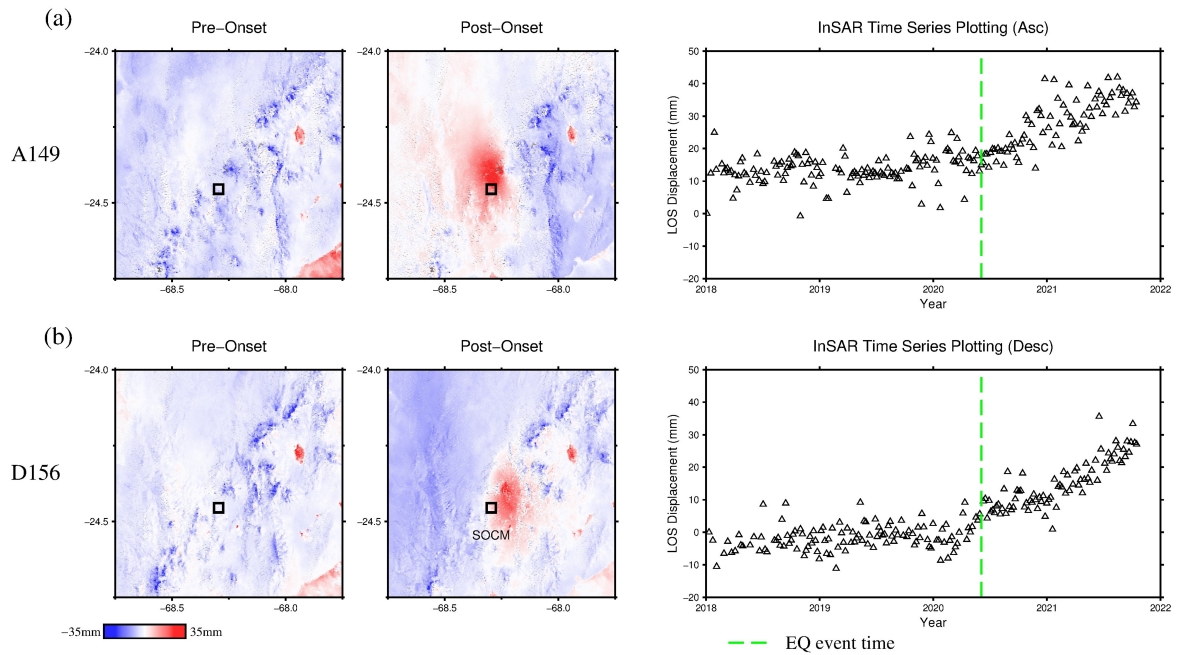 (a)
Pre-Onset
Post-Onset
InSAR Time Series Plotting (Asc)
A149
-24.0
-24.5
-68.5
-68.0
-24.0
-24.5
-68.5
-68.0
LOS Displacement (mm)
50
40
30
20
10
0
-10
-20
2018
2019
2020
2021
2022
Year
(b)
Pre-Onset
Post-Onset
InSAR Time Series Plotting (Desc)
D156
-24.0
-24.5
-68.5
-68.0
-24.0
-24.5
SOCM
-68.5
-68.0
LOS Displacement (mm)
50
40
30
20
10
0
-10
-20
2018
2019
2020
2021
2022
Year
-35mm
35mm
EQ event time